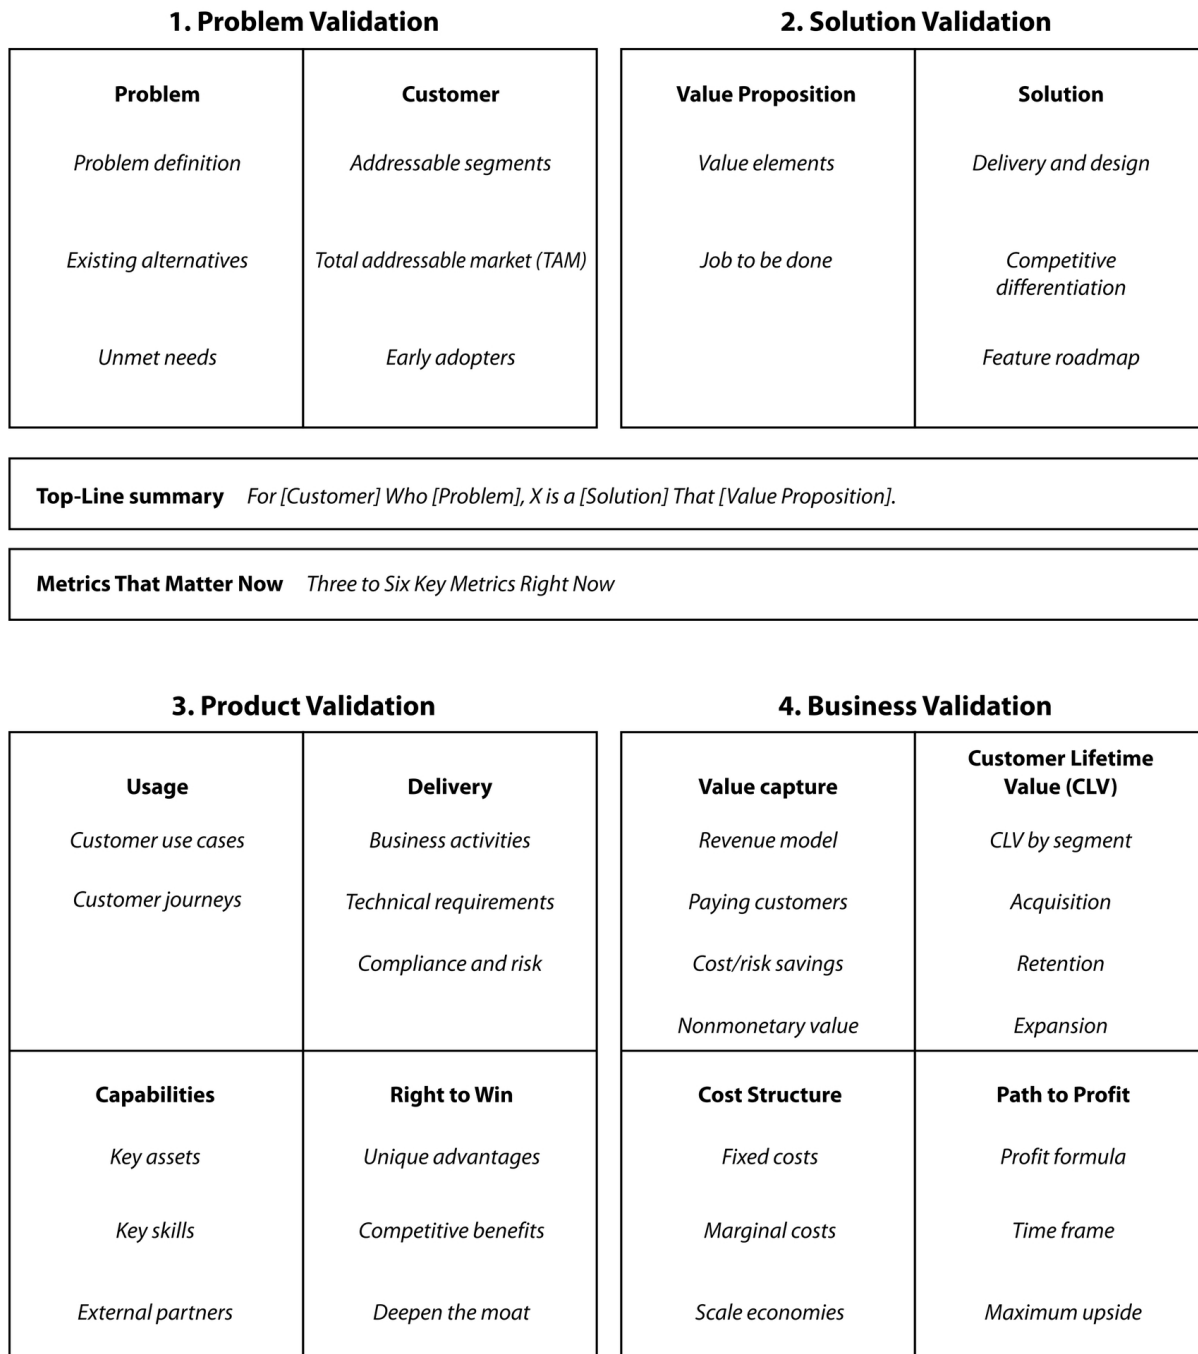 1. Problem Validation
Problem
Problem definition
Existing alternatives
Unmet needs
Customer
Addressable segments
Total addressable market (TAM)
Early adopters
2. Solution Validation
Value Proposition
Value elements
Job to be done
Solution
Delivery and design
Competitive
differentiation
Feature roadmap
Top-Line summary For [Customer] Who [Problem], X is a [Solution] That [Value Proposition].
Metrics That Matter Now Three to Six Key Metrics Right Now
3. Product Validation
Usage
Customer use cases
Customer journeys
Delivery
Business activities
Technical requirements
Compliance and risk
Capabilities
Key assets
Key skills
External partners
Right to Win
Unique advantages
Competitive benefits
Deepen the moat
4. Business Validation
Value capture
Revenue model
Paying customers
Cost/risk savings
Nonmonetary value
Customer Lifetime
Value (CLV)
CLV by segment
Acquisition
Retention
Expansion
Cost Structure
Fixed costs
Marginal costs
Scale economies
Path to Profit
Profit formula
Time frame
Maximum upside